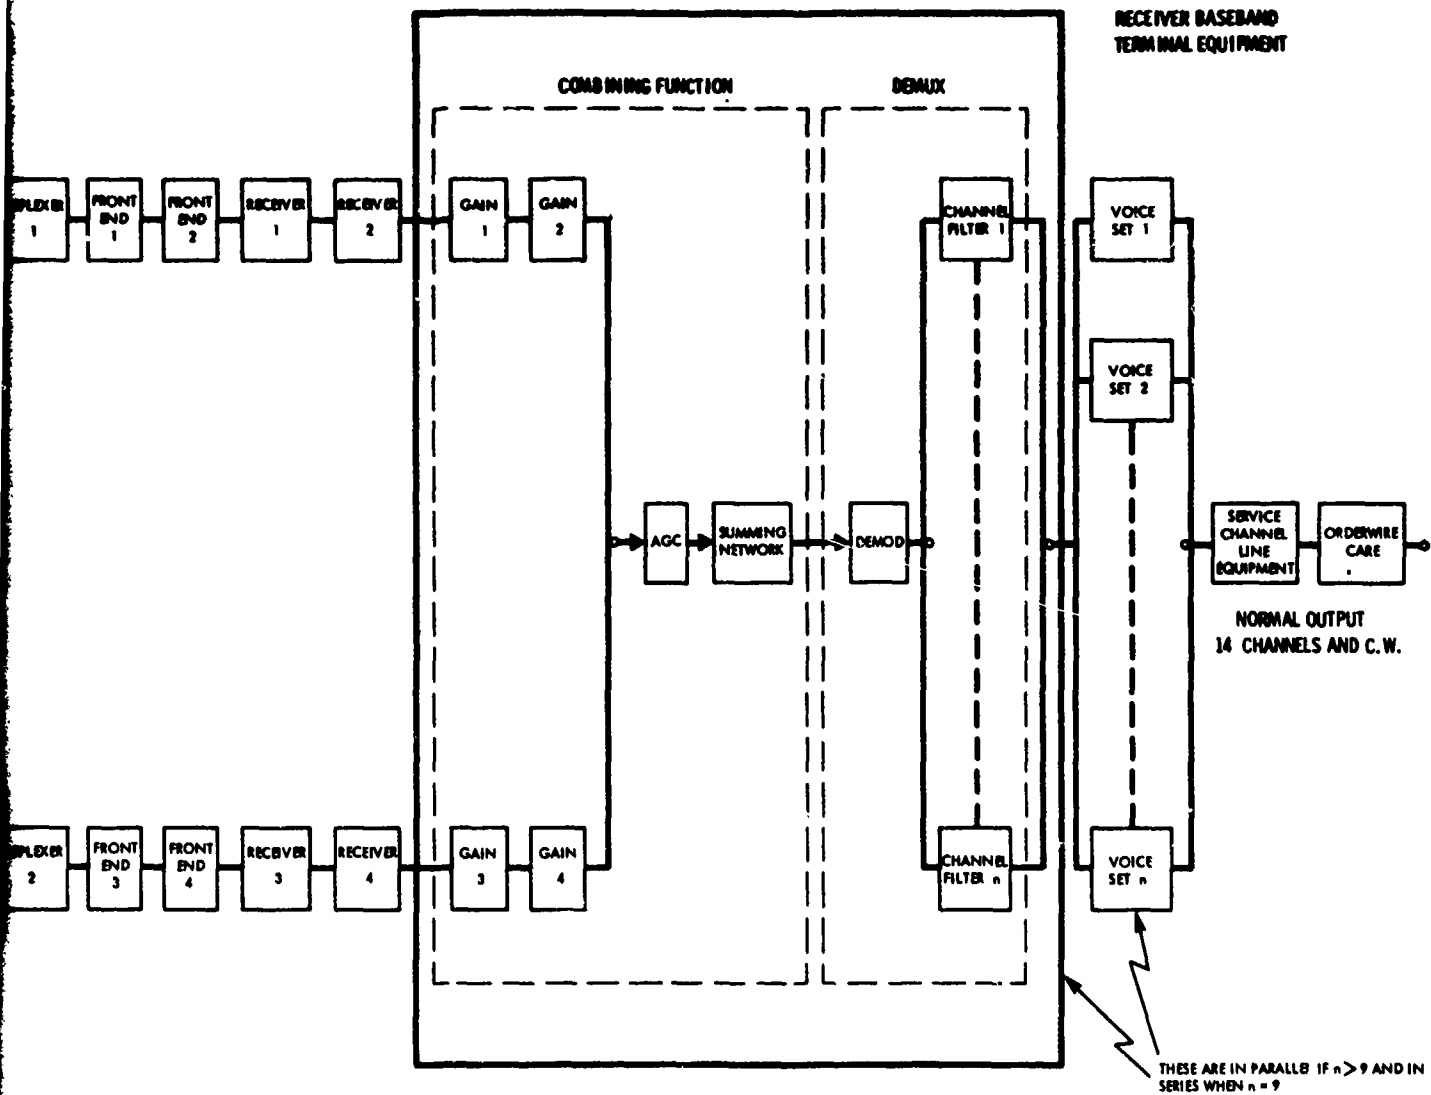 RECEIVER BASEBAND
TERMINAL EQUIPMENT
COMBINING FUNCTION
DEMUX
PLEXER
1
FRONT
END
1
FRONT
END
2
RECEIVER
1
RECEIVER
2
GAIN
1
GAIN
2
CHANNEL
FILTER 1
VOICE
SET 1
VOICE
SET 2
AGC
SUMMING
NETWORK
DEMOD
SERVICE
CHANNEL
LINE
EQUIPMENT
ORDERWIRE
CARE
NORMAL OUTPUT
14 CHANNELS AND C.W.
PLEXER
2
FRONT
END
3
FRONT
END
4
RECEIVER
3
RECEIVER
4
GAIN
3
GAIN
4
CHANNEL
FILTER n
VOICE
SET n
THESE ARE IN PARALLEL IF n > 9 AND IN
SERIES WHEN n = 9